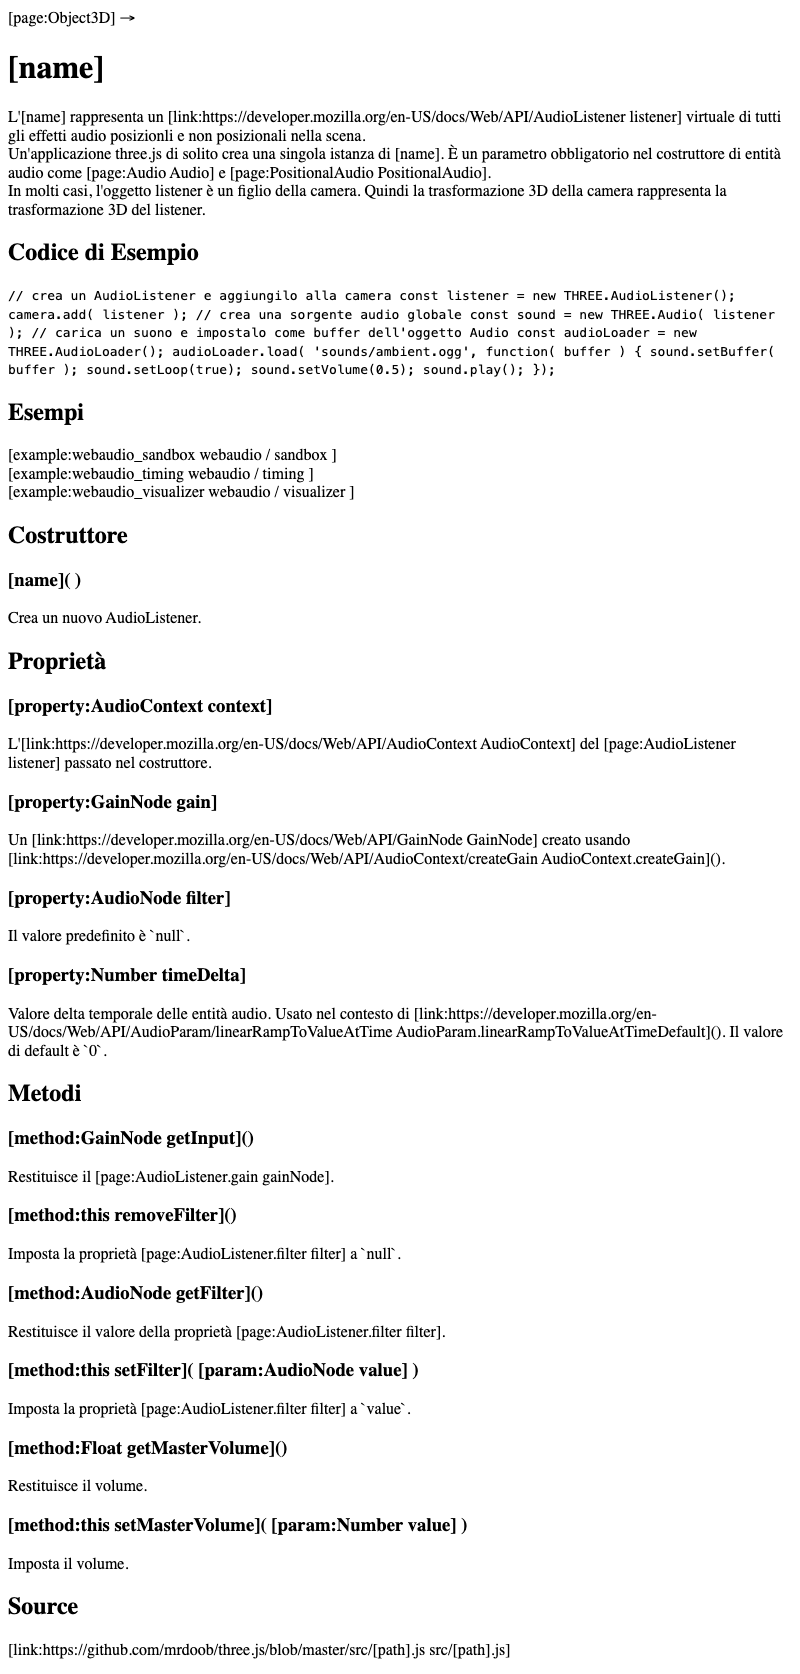 [page:Object3D] →
[name]
L'[name] rappresenta un [link:https://developer.mozilla.org/en-US/docs/Web/API/AudioListener listener] virtuale di tutti
gli effetti audio posizionli e non posizionali nella scena.
Un'applicazione three.js di solito crea una singola istanza di [name]. È un parametro obbligatorio nel costruttore di entità
audio come [page:Audio Audio] e [page:PositionalAudio PositionalAudio].
In molti casi, l'oggetto listener è un figlio della camera. Quindi la trasformazione 3D della camera rappresenta la
trasformazione 3D del listener.
Codice di Esempio
// crea un AudioListener e aggiungilo alla camera const listener = new THREE.AudioListener();
camera.add( listener ); // crea una sorgente audio globale const sound = new THREE.Audio( listener
); // carica un suono e impostalo come buffer dell'oggetto Audio const audioLoader = new
THREE.AudioLoader(); audioLoader.load( 'sounds/ambient.ogg', function( buffer ) { sound.setBuffer(
buffer ); sound.setLoop(true); sound.setVolume(0.5); sound.play(); });
Esempi
[example:webaudio_sandbox webaudio / sandbox ]
[example:webaudio_timing webaudio / timing ]
[example:webaudio_visualizer webaudio / visualizer ]
Costruttore
[name]( )
Crea un nuovo AudioListener.
Proprietà
[property:AudioContext context]
L'[link:https://developer.mozilla.org/en-US/docs/Web/API/AudioContext AudioContext] del [page:AudioListener
listener] passato nel costruttore.
[property:GainNode gain]
Un [link:https://developer.mozilla.org/en-US/docs/Web/API/GainNode GainNode] creato usando
[link:https://developer.mozilla.org/en-US/docs/Web/API/AudioContext/createGain AudioContext.createGain]().
[property:AudioNode filter]
Il valore predefinito è `null`.
[property:Number timeDelta]
Valore delta temporale delle entità audio. Usato nel contesto di [link:https://developer.mozilla.org/en-
US/docs/Web/API/AudioParam/linearRampToValueAtTime AudioParam.linearRampToValueAtTimeDefault](). Il valore
di default è `0`.
Metodi
[method:GainNode getInput]()
Restituisce il [page:AudioListener.gain gainNode].
[method:this removeFilter]()
Imposta la proprietà [page:AudioListener.filter filter] a `null`.
[method:AudioNode getFilter]()
Restituisce il valore della proprietà [page:AudioListener.filter filter].
[method:this setFilter]( [param:AudioNode value] )
Imposta la proprietà [page:AudioListener.filter filter] a `value`.
[method:Float getMasterVolume]()
Restituisce il volume.
[method:this setMasterVolume]( [param:Number value] )
Imposta il volume.
Source
[link:https://github.com/mrdoob/three.js/blob/master/src/[path].js src/[path].js]